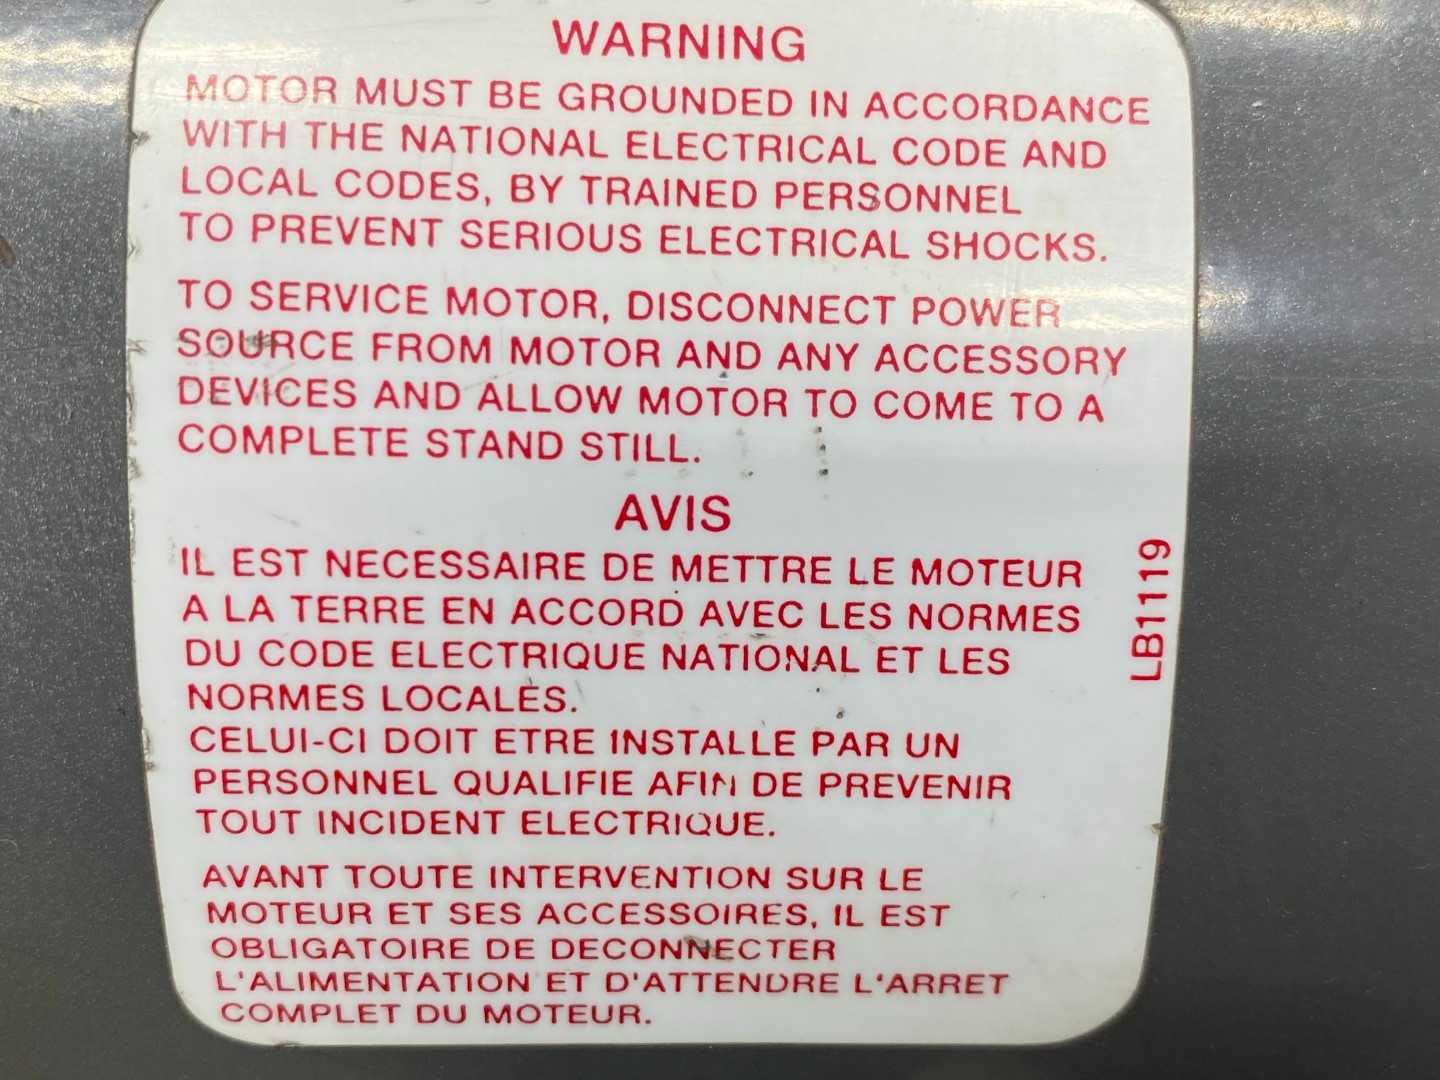 WARNING
MOTOR MUST BE GROUNDED IN ACCORDANCE
WITH THE NATIONAL ELECTRICAL CODE AND
LOCAL CODES, BY TRAINED PERSONNEL
TO PREVENT SERIOUS ELECTRICAL SHOCKS.
TO SERVICE MOTOR, DISCONNECT POWER
SOURCE FROM MOTOR AND ANY ACCESSORY
DEVICES AND ALLOW MOTOR TO COME TO A
COMPLETE STAND STILL.
AVIS
IL EST NECESSAIRE DE METTRE LE MOTEUR
A LA TERRE EN ACCORD AVEC LES NORMES
DU CODE ELECTRIQUE NATIONAL ET LES
NORMES LOCALES.
CELUI-CI DOIT ETRE INSTALLE PAR UN
PERSONNEL QUALIFIE AFIN DE PREVENIR
TOUT INCIDENT ELECTRIQUE.
AVANT TOUTE INTERVENTION SUR LE
MOTEUR ET SES ACCESSOIRES, IL EST
OBLIGATOIRE DE DECONNECTER
L'ALIMENTATION ET D'ATTENDRE L'ARRET
COMPLET DU MOTEUR.
LB1119